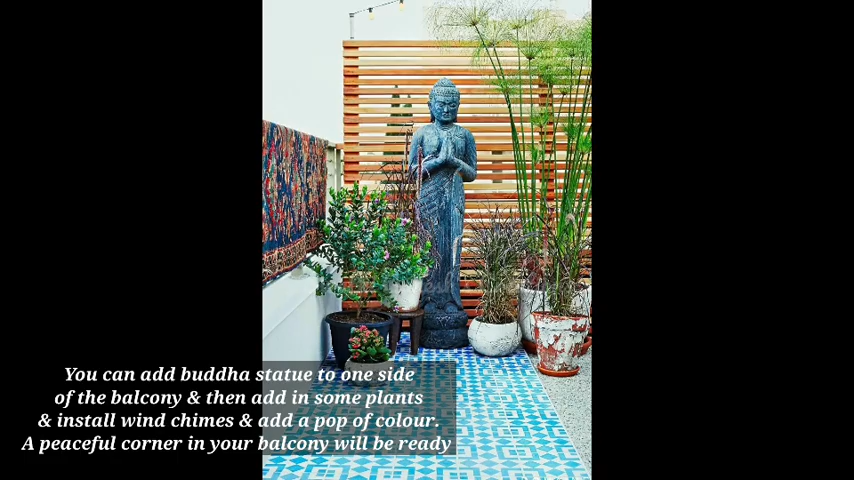 You can add buddha statue to one side
of the balcony & then add in some plants
& install wind chimes & add a pop of colour.
A peaceful corner in your balcony will be ready